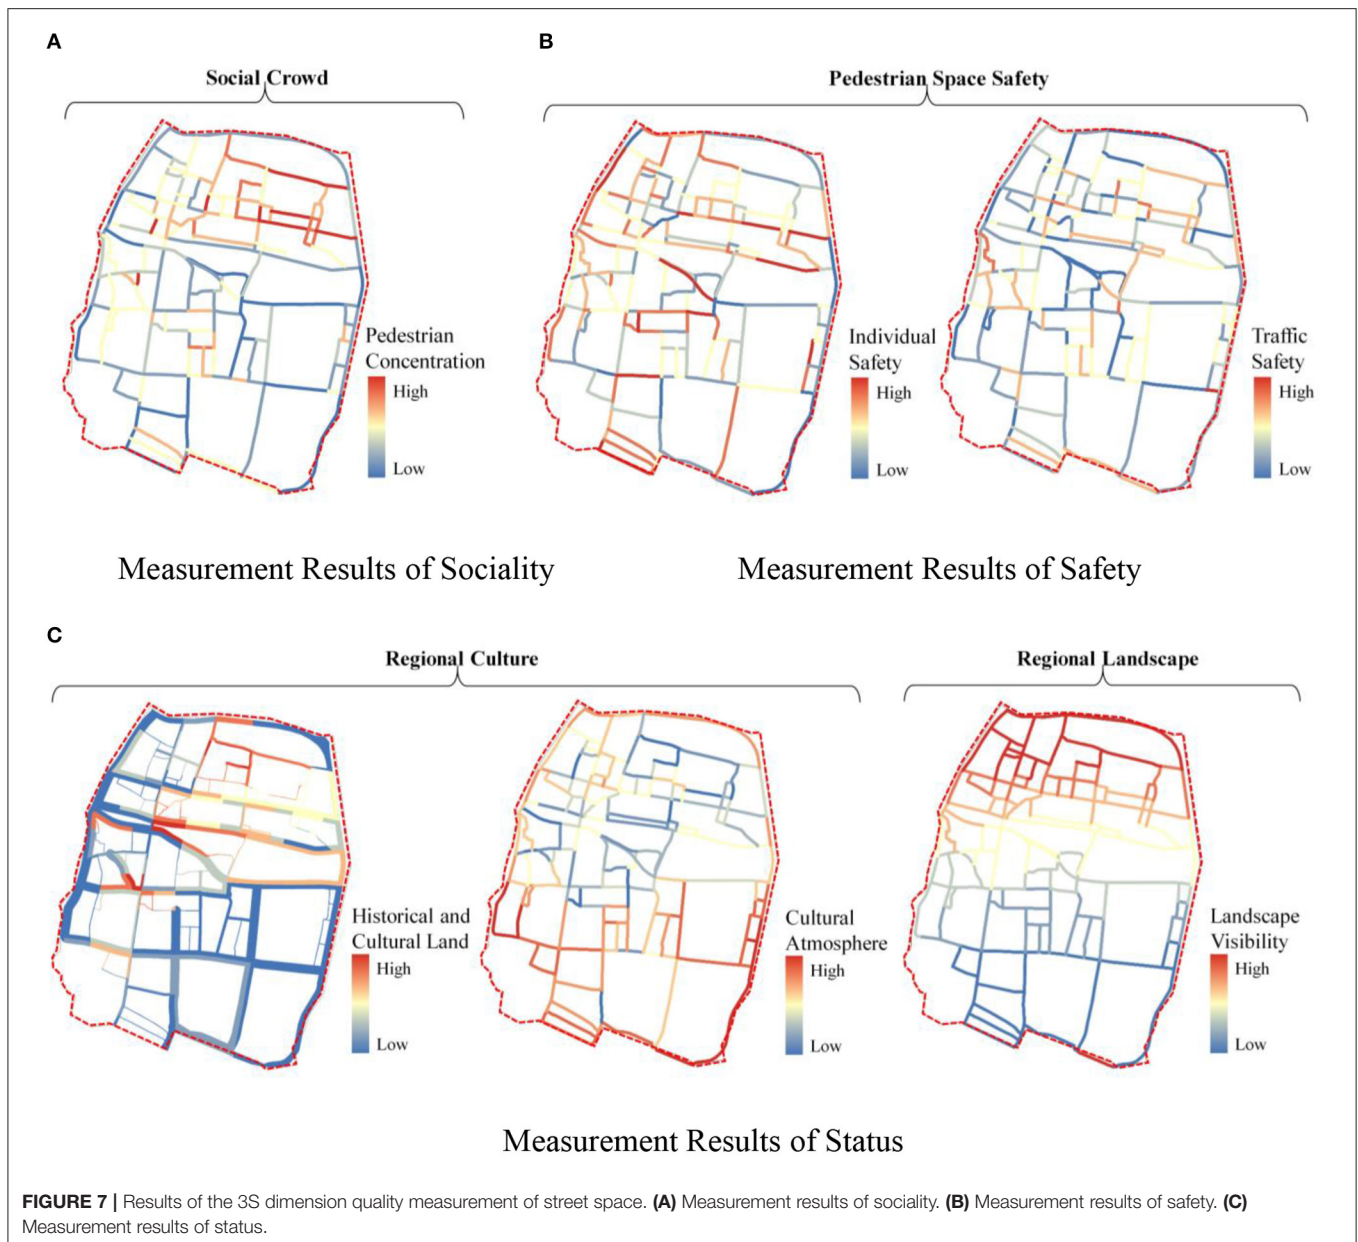 A
B
Social Crowd
Pedestrian Space Safety
Pedestrian
Concentration
High
Low
Individual
Safety
High
Low
Traffic
Safety
High
Low
Measurement Results of Sociality
Measurement Results of Safety
C
Regional Culture
Regional Landscape
Historical and
Cultural Land
High
Low
Cultural
Atmosphere
High
Low
Landscape
Visibility
High
Low
Measurement Results of Status
FIGURE 7 | Results of the 3S dimension quality measurement of street space. (A) Measurement results of sociality. (B) Measurement results of safety. (C)
Measurement results of status.